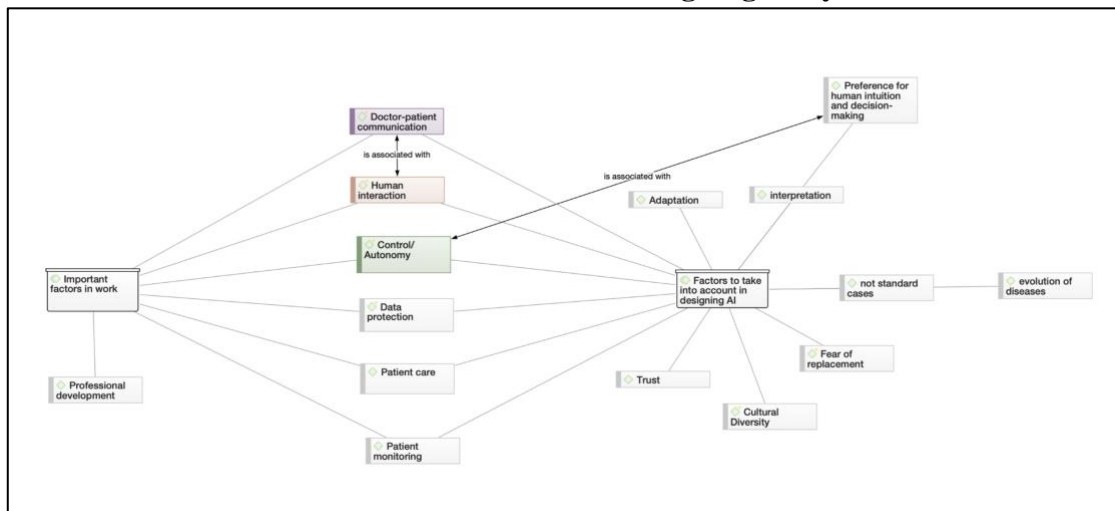 Preference for
human intuition
and decision-
making
Doctor-patient
communication
is associated with
is associated with
Human
interaction
Adaptation
interpretation
Control/
Autonomy
Important
factors in work
Factors to take
into account in
designing AI
not standard
cases
evolution of
diseases
Data
protection
Fear of
replacement
Patient care
Trust
Professional
development
Cultural
Diversity
Patient
monitoring